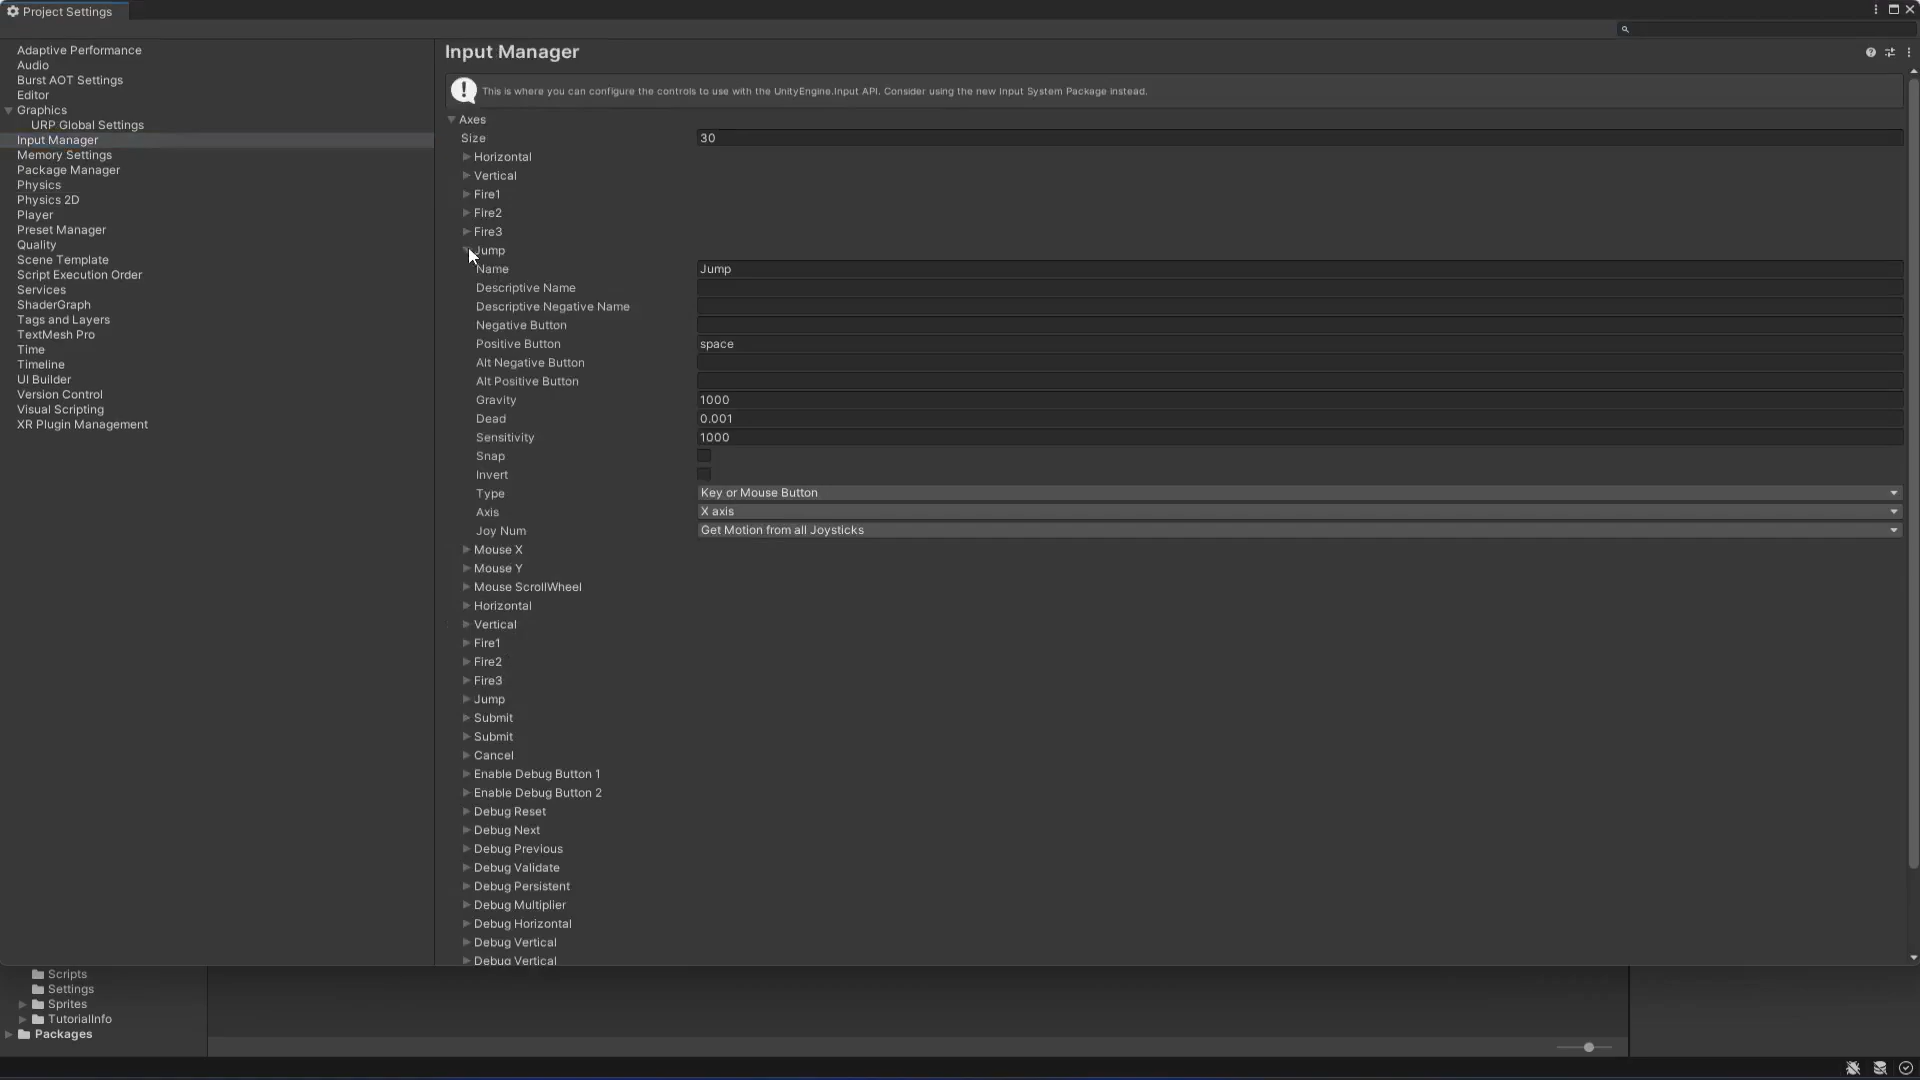 Project Settings
Adaptive Performance
Audio
Burst AOT Settings
Editor
Graphics
URP Global Settings
Input Manager
Memory Settings
Package Manager
Physics
Physics 2D
Player
Preset Manager
Quality
Scene Template
Script Execution Order
Services
ShaderGraph
Tags and Layers
TextMesh Pro
Time
Timeline
UI Builder
Version Control
Visual Scripting
XR Plugin Management
Input Manager
This is where you can configure the controls to use with the UnityEngine.Input API. Consider using the new Input System Package instead.
Axes
Size 30
Horizontal
Vertical
Fire1
Fire2
Fire3
Jump
Name Jump
Descriptive Name
Descriptive Negative Name
Negative Button
Positive Button space
Alt Negative Button
Alt Positive Button
Gravity 1000
Dead 0.001
Sensitivity 1000
Snap
Invert
Type Key or Mouse Button
Axis X axis
Joy Num Get Motion from all Joysticks
Mouse X
Mouse Y
Mouse ScrollWheel
Horizontal
Vertical
Fire1
Fire2
Fire3
Jump
Submit
Submit
Cancel
Enable Debug Button 1
Enable Debug Button 2
Debug Reset
Debug Next
Debug Previous
Debug Validate
Debug Persistent
Debug Multiplier
Debug Horizontal
Debug Vertical
Debug Vertical
Scripts
Settings
Sprites
TutorialInfo
Packages